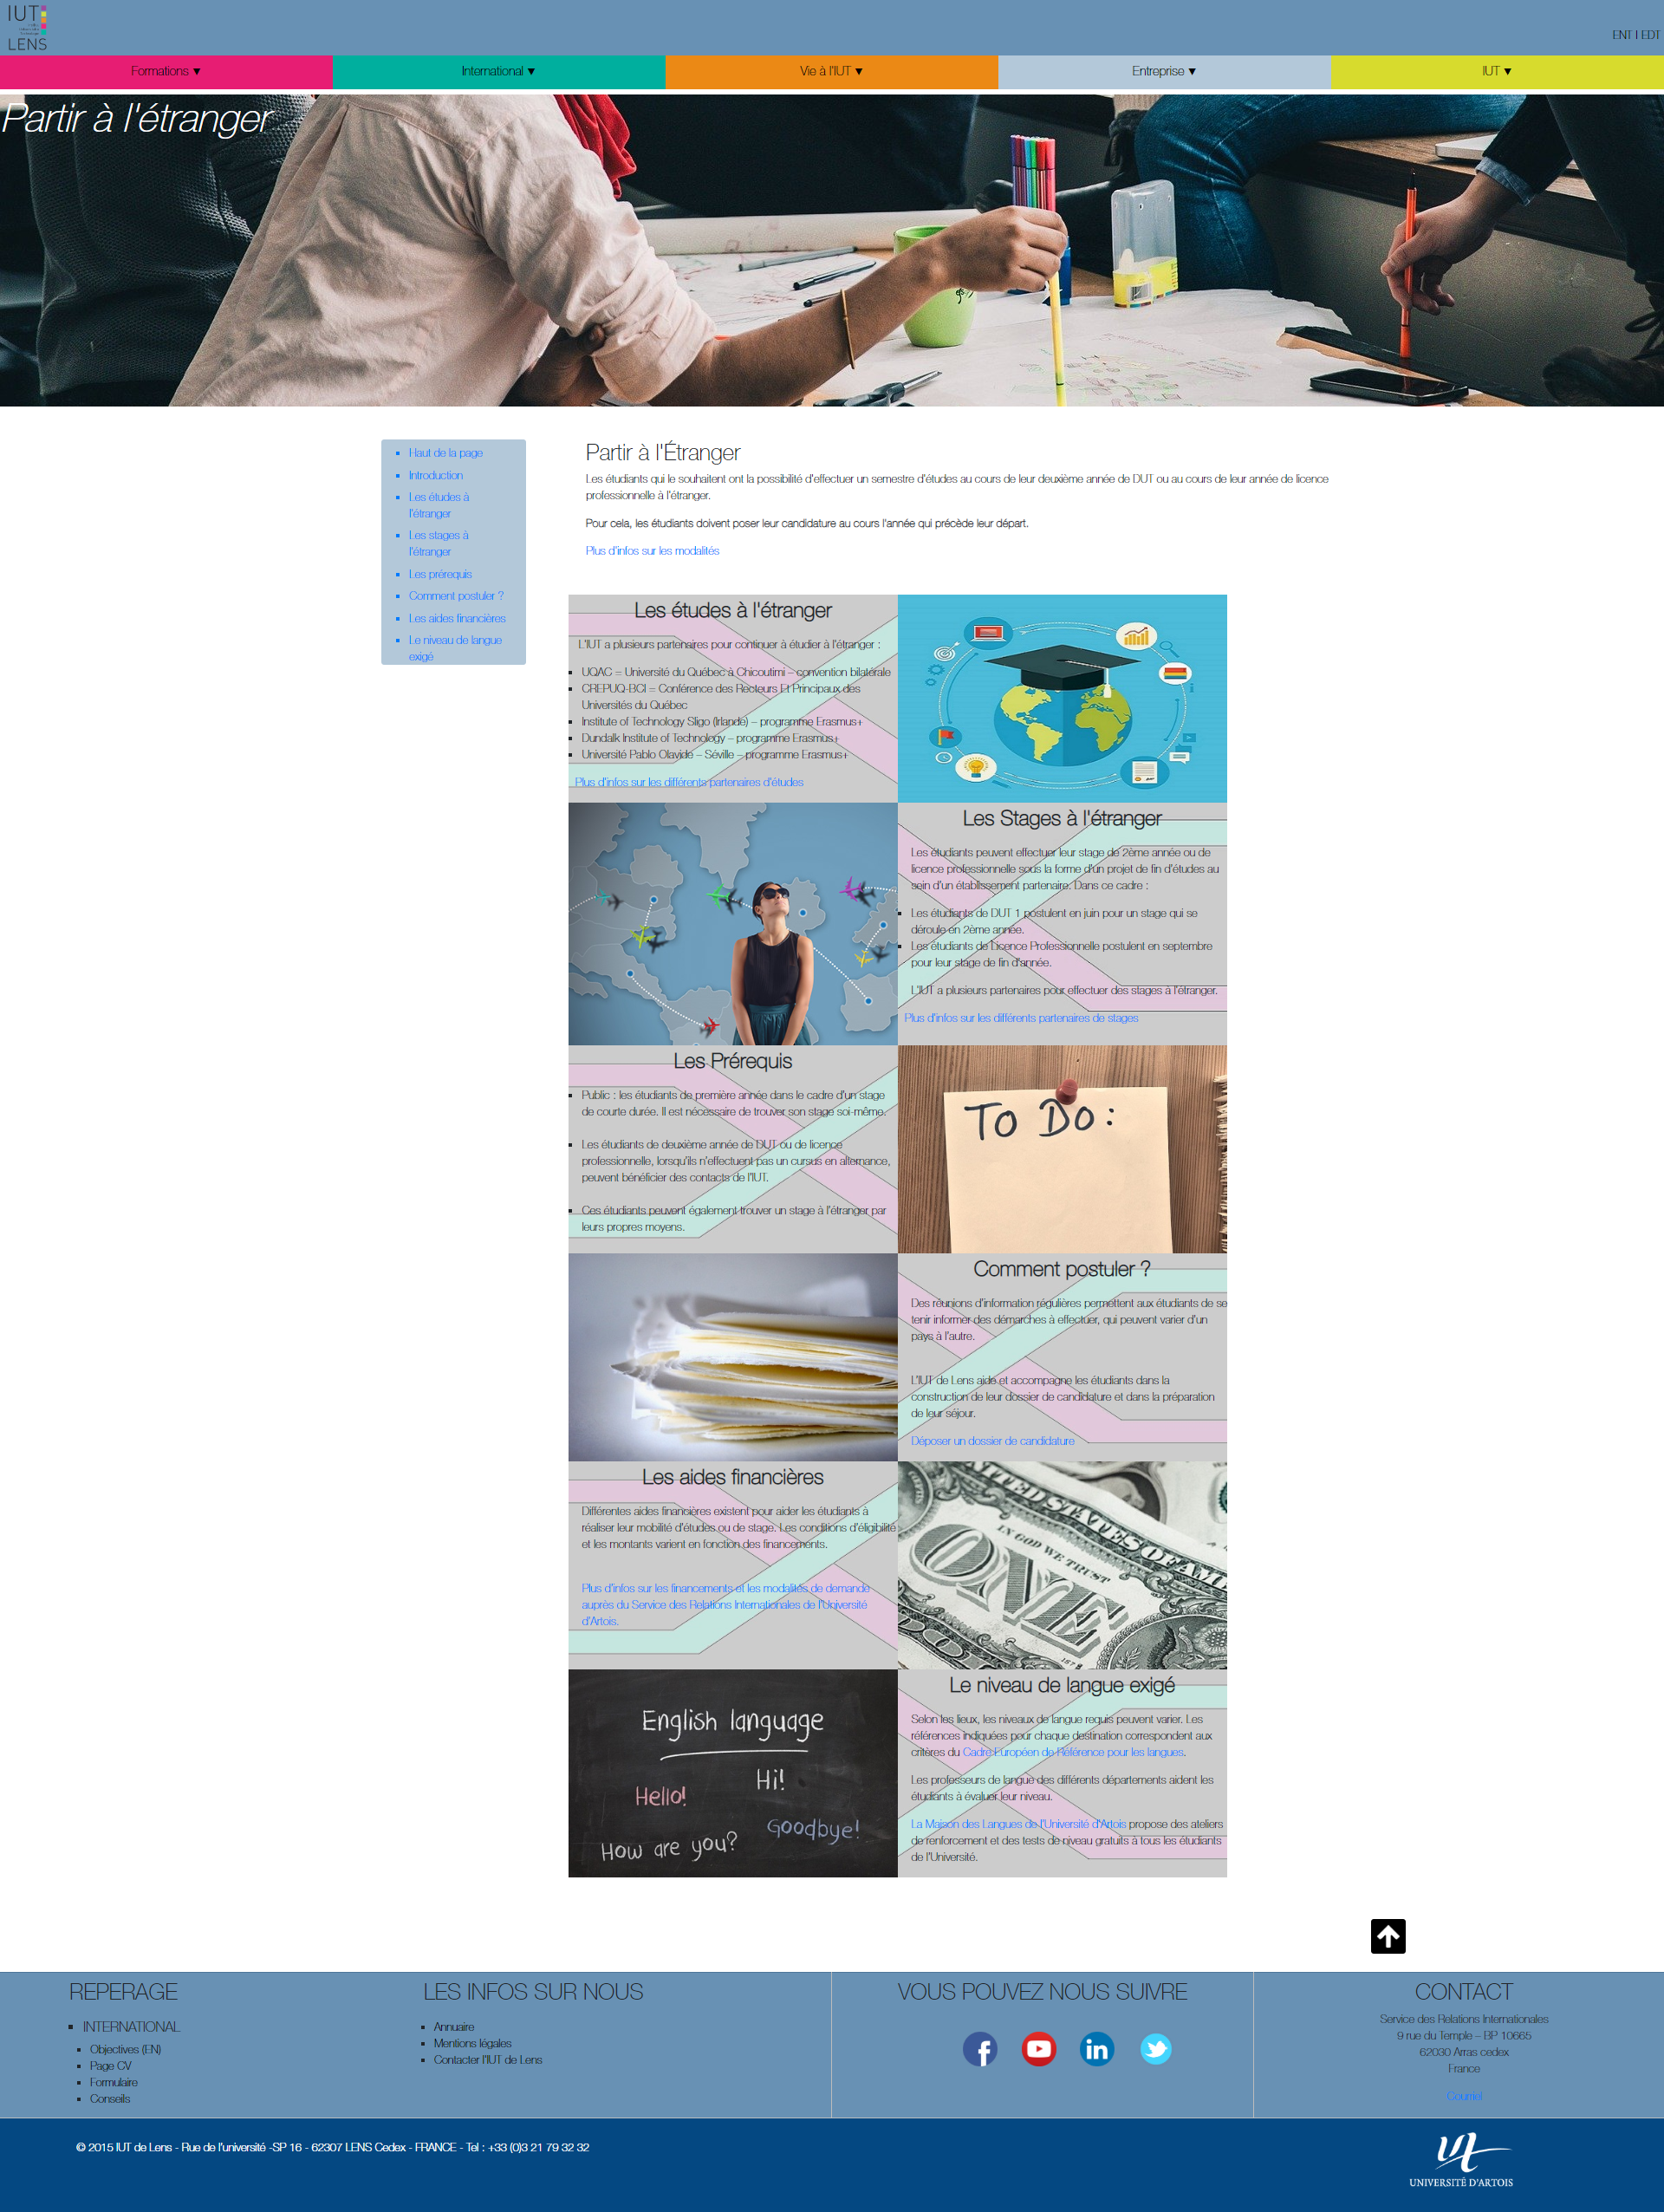 IUT
LENS
ENT | EDT
Formations ▼
International ▼
Vie à l'IUT ▼
Entreprise ▼
IUT ▼
Partir à l'étranger
Haut de la page
Introduction
Les études à
l'étranger
Les stages à
l'étranger
Les prérequis
Comment postuler ?
Les aides financières
Le niveau de langue
exigé
Partir à l'Étranger
Les étudiants qui le souhaitent ont la possibilité d'effectuer un semestre d'études au cours de leur deuxième année de DUT ou au cours de leur année de licence
professionnelle à l'étranger.
Pour cela, les étudiants doivent poser leur candidature au cours l'année qui précède leur départ.
Plus d'infos sur les modalités
Les études à l'étranger
L'IUT a plusieurs partenaires pour continuer à étudier à l'étranger :
UQAC = Université du Québec à Chicoutimi – convention bilatérale
CREPUQ-BCI = Conférence des Recteurs Et Principaux des
Universités du Québec
Institute of Technology Sligo (Irlande) – programme Erasmus+
Dundalk Institute of Technology – programme Erasmus+
Université Pablo Olavide – Séville – programme Erasmus+
Plus d'infos sur les différents partenaires d'études
Les Stages à l'étranger
Les étudiants peuvent effectuer leur stage de 2ème année ou de
licence professionnelle sous la forme d'un projet de fin d'études au
sein d'un établissement partenaire. Dans ce cadre :
Les étudiants de DUT 1 postulent en juin pour un stage qui se
déroule en 2ème année.
Les étudiants de Licence Professionnelle postulent en septembre
pour leur stage de fin d'année.
L'IUT a plusieurs partenaires pour effectuer des stages à l'étranger.
Plus d'infos sur les différents partenaires de stages
Les Prérequis
Public : les étudiants de première année dans le cadre d'un stage
de courte durée. Il est nécessaire de trouver son stage soi-même.
Les étudiants de deuxième année de DUT ou de licence
professionnelle, lorsqu'ils n'effectuent pas un cursus en alternance,
peuvent bénéficier des contacts de l'IUT.
Ces étudiants peuvent également trouver un stage à l'étranger par
leurs propres moyens.
TO DO:
Comment postuler ?
Des réunions d'information régulières permettent aux étudiants de se
tenir informer des démarches à effectuer, qui peuvent varier d'un
pays à l'autre.
L'IUT de Lens aide et accompagne les étudiants dans la
construction de leur dossier de candidature et dans la préparation
de leur séjour.
Déposer un dossier de candidature
Les aides financières
Différentes aides financières existent pour aider les étudiants à
réaliser leur mobilité d'études ou de stage. Les conditions d'éligibilité
et les montants varient en fonction des financements.
Plus d'infos sur les financements et les modalités de demande
auprès du Service des Relations Internationales de l'Université
d'Artois.
THE UNITED STATES OF AME
IN GOD WE TRUST
ONE
English language
Hello!
Hi!
How are you?
Goodbye!
Le niveau de langue exigé
Selon les lieux, les niveaux de langue requis peuvent varier. Les
références indiquées pour chaque destination correspondent aux
critères du Cadre Européen de Référence pour les langues.
Les professeurs de langue des différents départements aident les
étudiants à évaluer leur niveau.
La Maison des Langues de l'Université d'Artois propose des ateliers
de renforcement et des tests de niveau gratuits à tous les étudiants
de l'Université.
REPERAGE
INTERNATIONAL
Objectives (EN)
Page CV
Formulaire
Conseils
LES INFOS SUR NOUS
Annuaire
Mentions légales
Contacter l'IUT de Lens
VOUS POUVEZ NOUS SUIVRE
CONTACT
Service des Relations Internationales
9 rue du Temple – BP 10665
62030 Arras cedex
France
Courriel
© 2015 IUT de Lens - Rue de l'université -SP 16 - 62307 LENS Cedex - FRANCE - Tel : +33 (0)3 21 79 32 32
UNIVERSITÉ D'ARTOIS